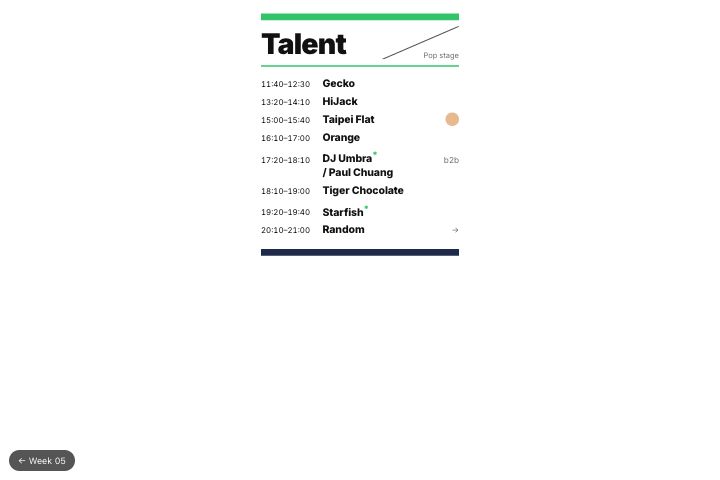 Talent
Pop stage
11:40–12:30 Gecko
13:20–14:10 HiJack
15:00–15:40 Taipei Flat
16:10–17:00 Orange
17:20–18:10 DJ Umbra* b2b
/ Paul Chuang
18:10–19:00 Tiger Chocolate
19:20–19:40 Starfish*
20:10–21:00 Random →
← Week 05